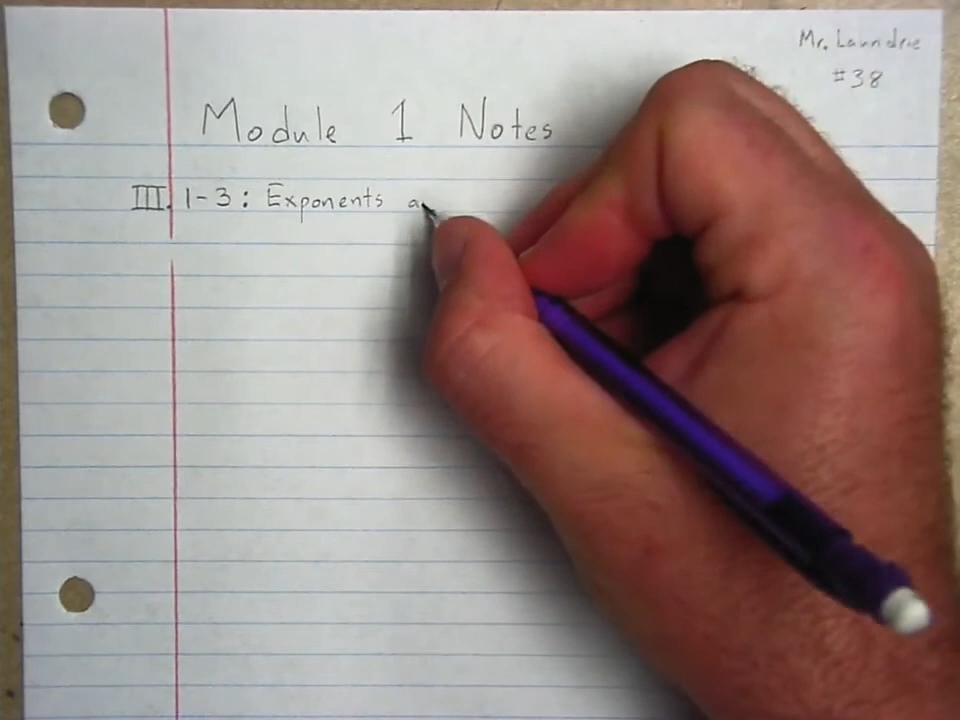 Mr. Laundrie
#38
Module 1 Notes
III. 1-3: Exponents a